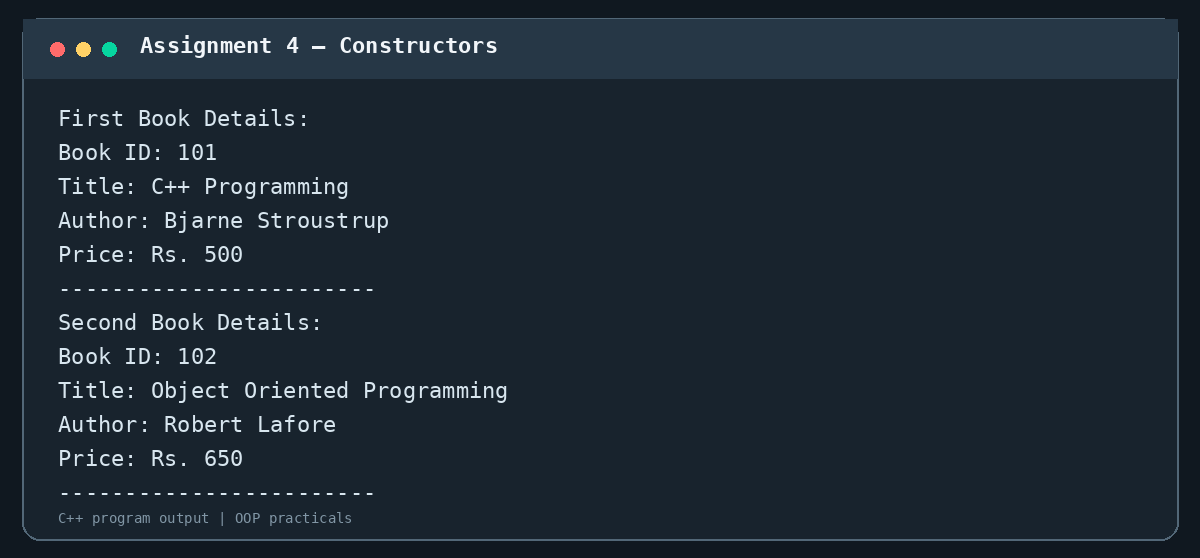 Assignment 4 — Constructors
First Book Details:
Book ID: 101
Title: C++ Programming
Author: Bjarne Stroustrup
Price: Rs. 500
------------------------
Second Book Details:
Book ID: 102
Title: Object Oriented Programming
Author: Robert Lafore
Price: Rs. 650
------------------------
C++ program output | OOP practicals